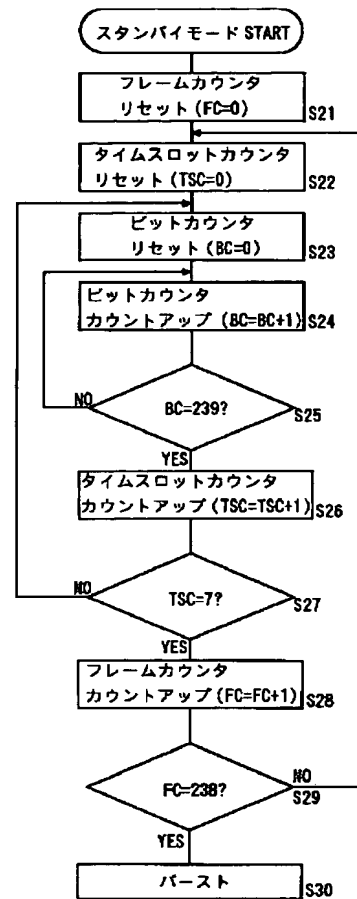 スタンバイモード START
フレームカウンタ
リセット(FC=0)
S21
タイムスロットカウンタ
リセット(TSC=0)
S22
ビットカウンタ
リセット(BC=0)
S23
ビットカウンタ
カウントアップ(BC=BC+1)
S24
NO
BC=239?
S25
YES
タイムスロットカウンタ
カウントアップ(TSC=TSC+1)
S26
NO
TSC=7?
S27
YES
フレームカウンタ
カウントアップ(FC=FC+1)
S28
FC=238?
NO
S29
YES
バースト
S30